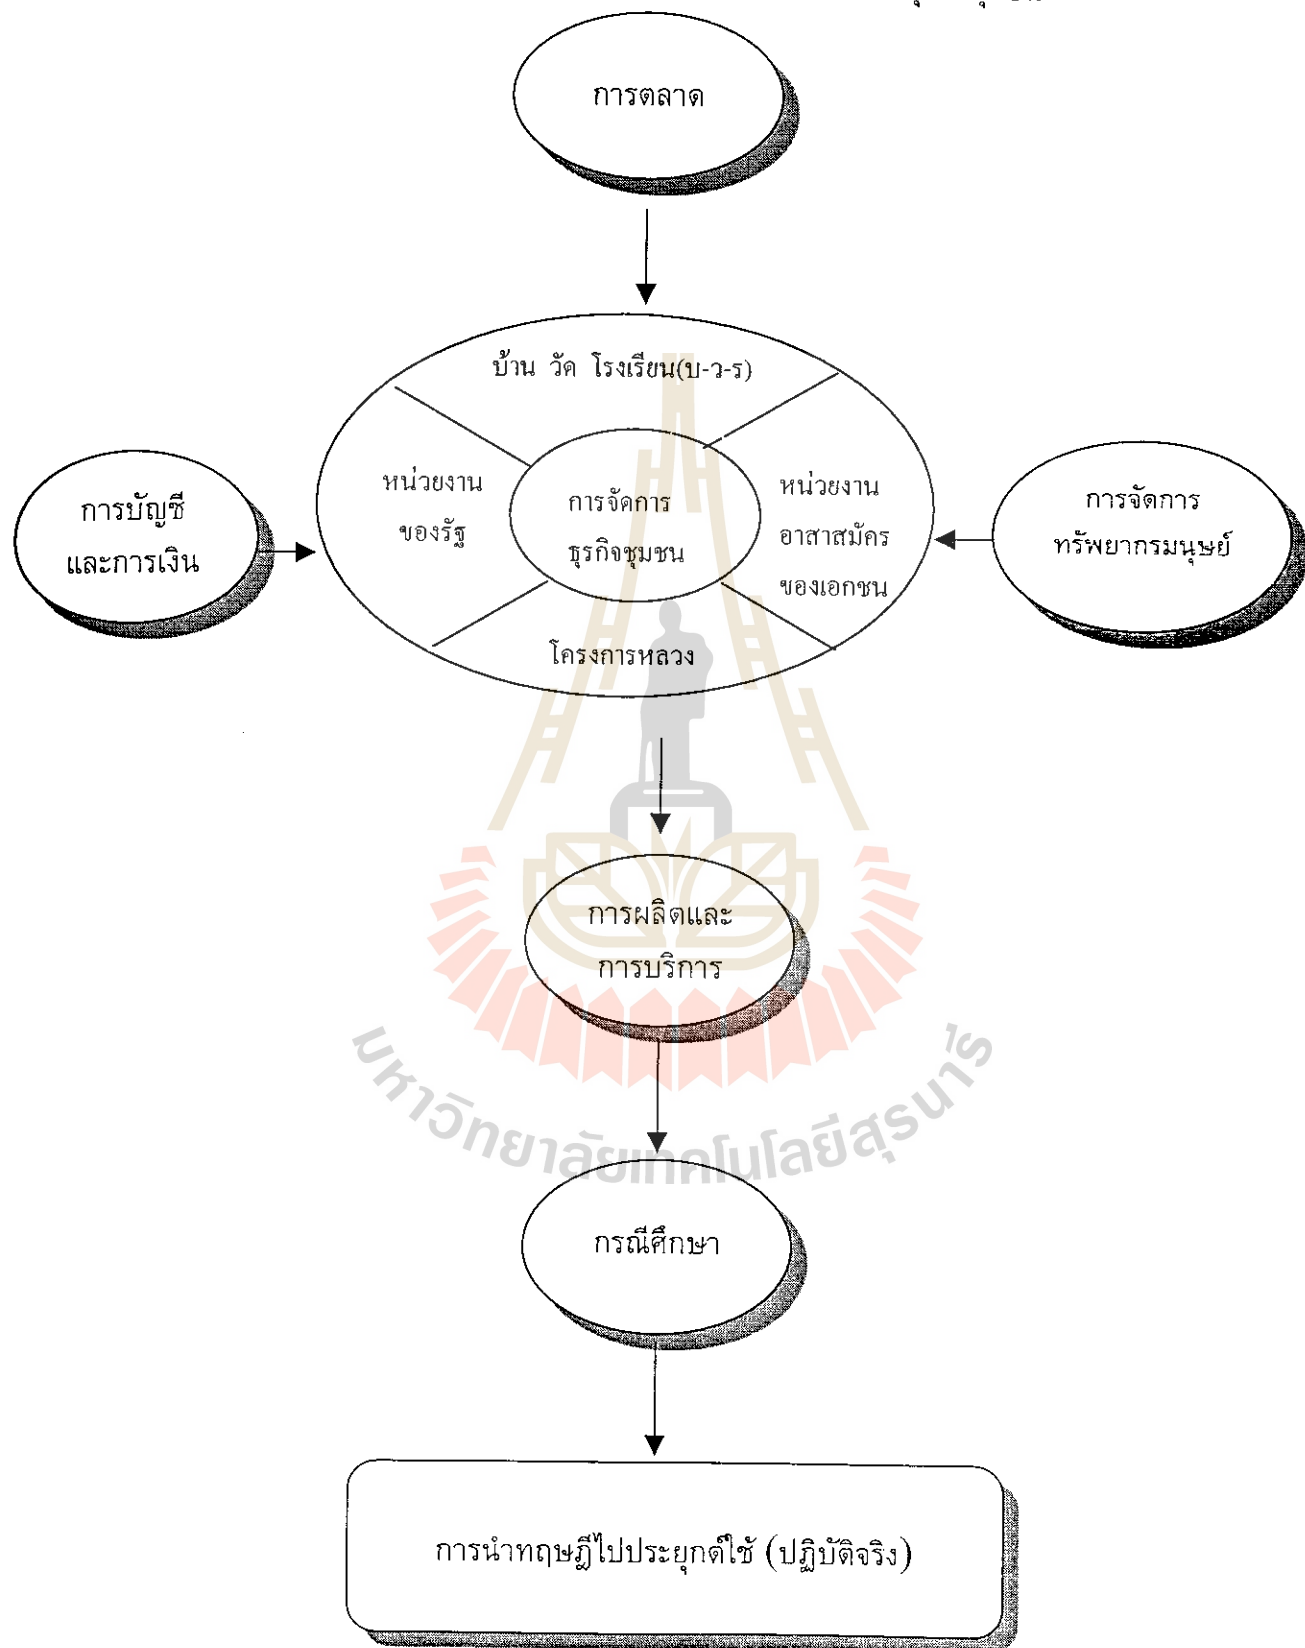 การตลาด
บ้าน วัด โรงเรียน(บ-ว-ร)
หน่วยงาน
ของรัฐ
การจัดการ
ธุรกิจชุมชน
หน่วยงาน
อาสาสมัคร
ของเอกชน
โครงการหลวง
การบัญชี
และการเงิน
การจัดการ
ทรัพยากรมนุษย์
การผลิตและ
การบริการ
มหาวิทยาลัยเทคโนโลยีสุรนารี
กรณีศึกษา
การนำทฤษฎีไปประยุกต์ใช้ (ปฏิบัติจริง)